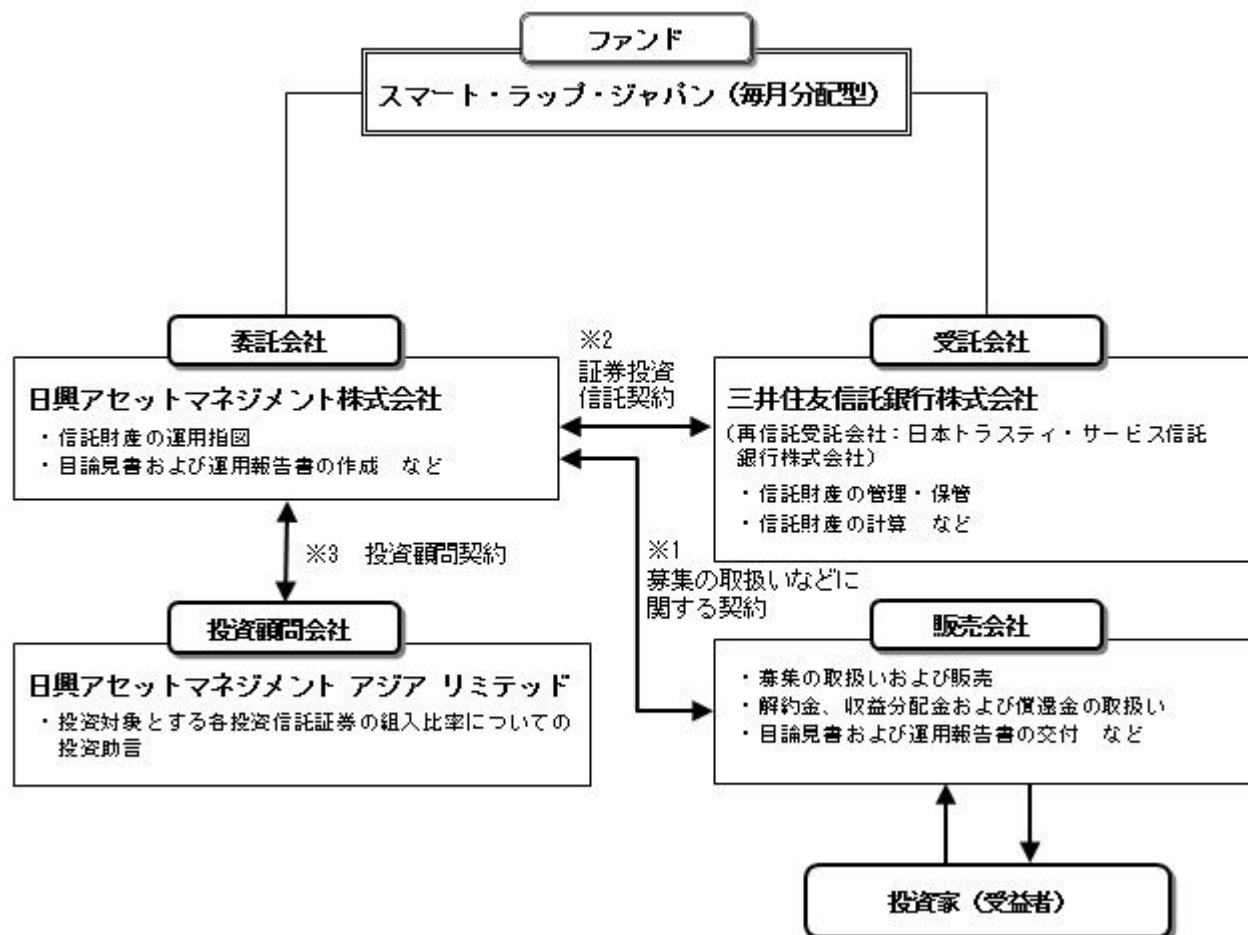 ファンド
スマート・ラップ・ジャパン（毎月分配型）
委託会社
日興アセットマネジメント株式会社
・信託財産の運用指図
・目論見書および運用報告書の作成　など
※2
証券投資
信託契約
受託会社
三井住友信託銀行株式会社
（再信託受託会社：日本トラスティ・サービス信託
銀行株式会社）
・信託財産の管理・保管
・信託財産の計算　など
※3　投資顧問契約
※1
募集の取扱いなどに
関する契約
投資顧問会社
日興アセットマネジメント アジア リミテッド
・投資対象とする各投資信託証券の組入比率についての
投資助言
販売会社
・募集の取扱いおよび販売
・解約金、収益分配金および償還金の取扱い
・目論見書および運用報告書の交付　など
投資家（受益者）